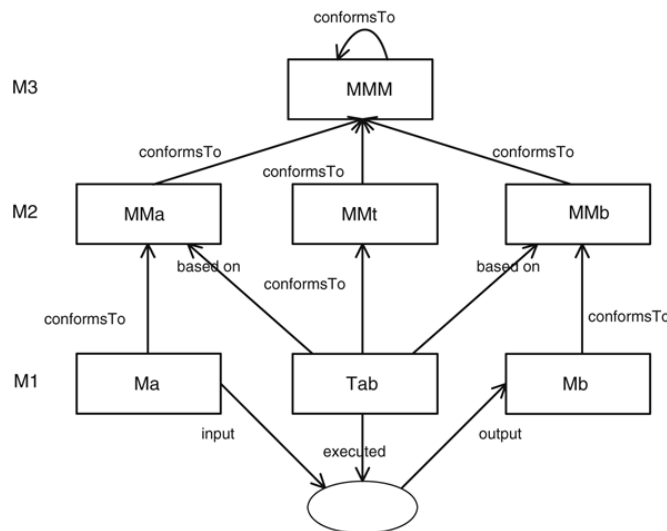 conformsTo
M3
MMM
conformsTo
conformsTo
conformsTo
M2
MMa
MMt
MMb
based on
based on
conformsTo
conformsTo
conformsTo
M1
Ma
Tab
Mb
input
executed
output